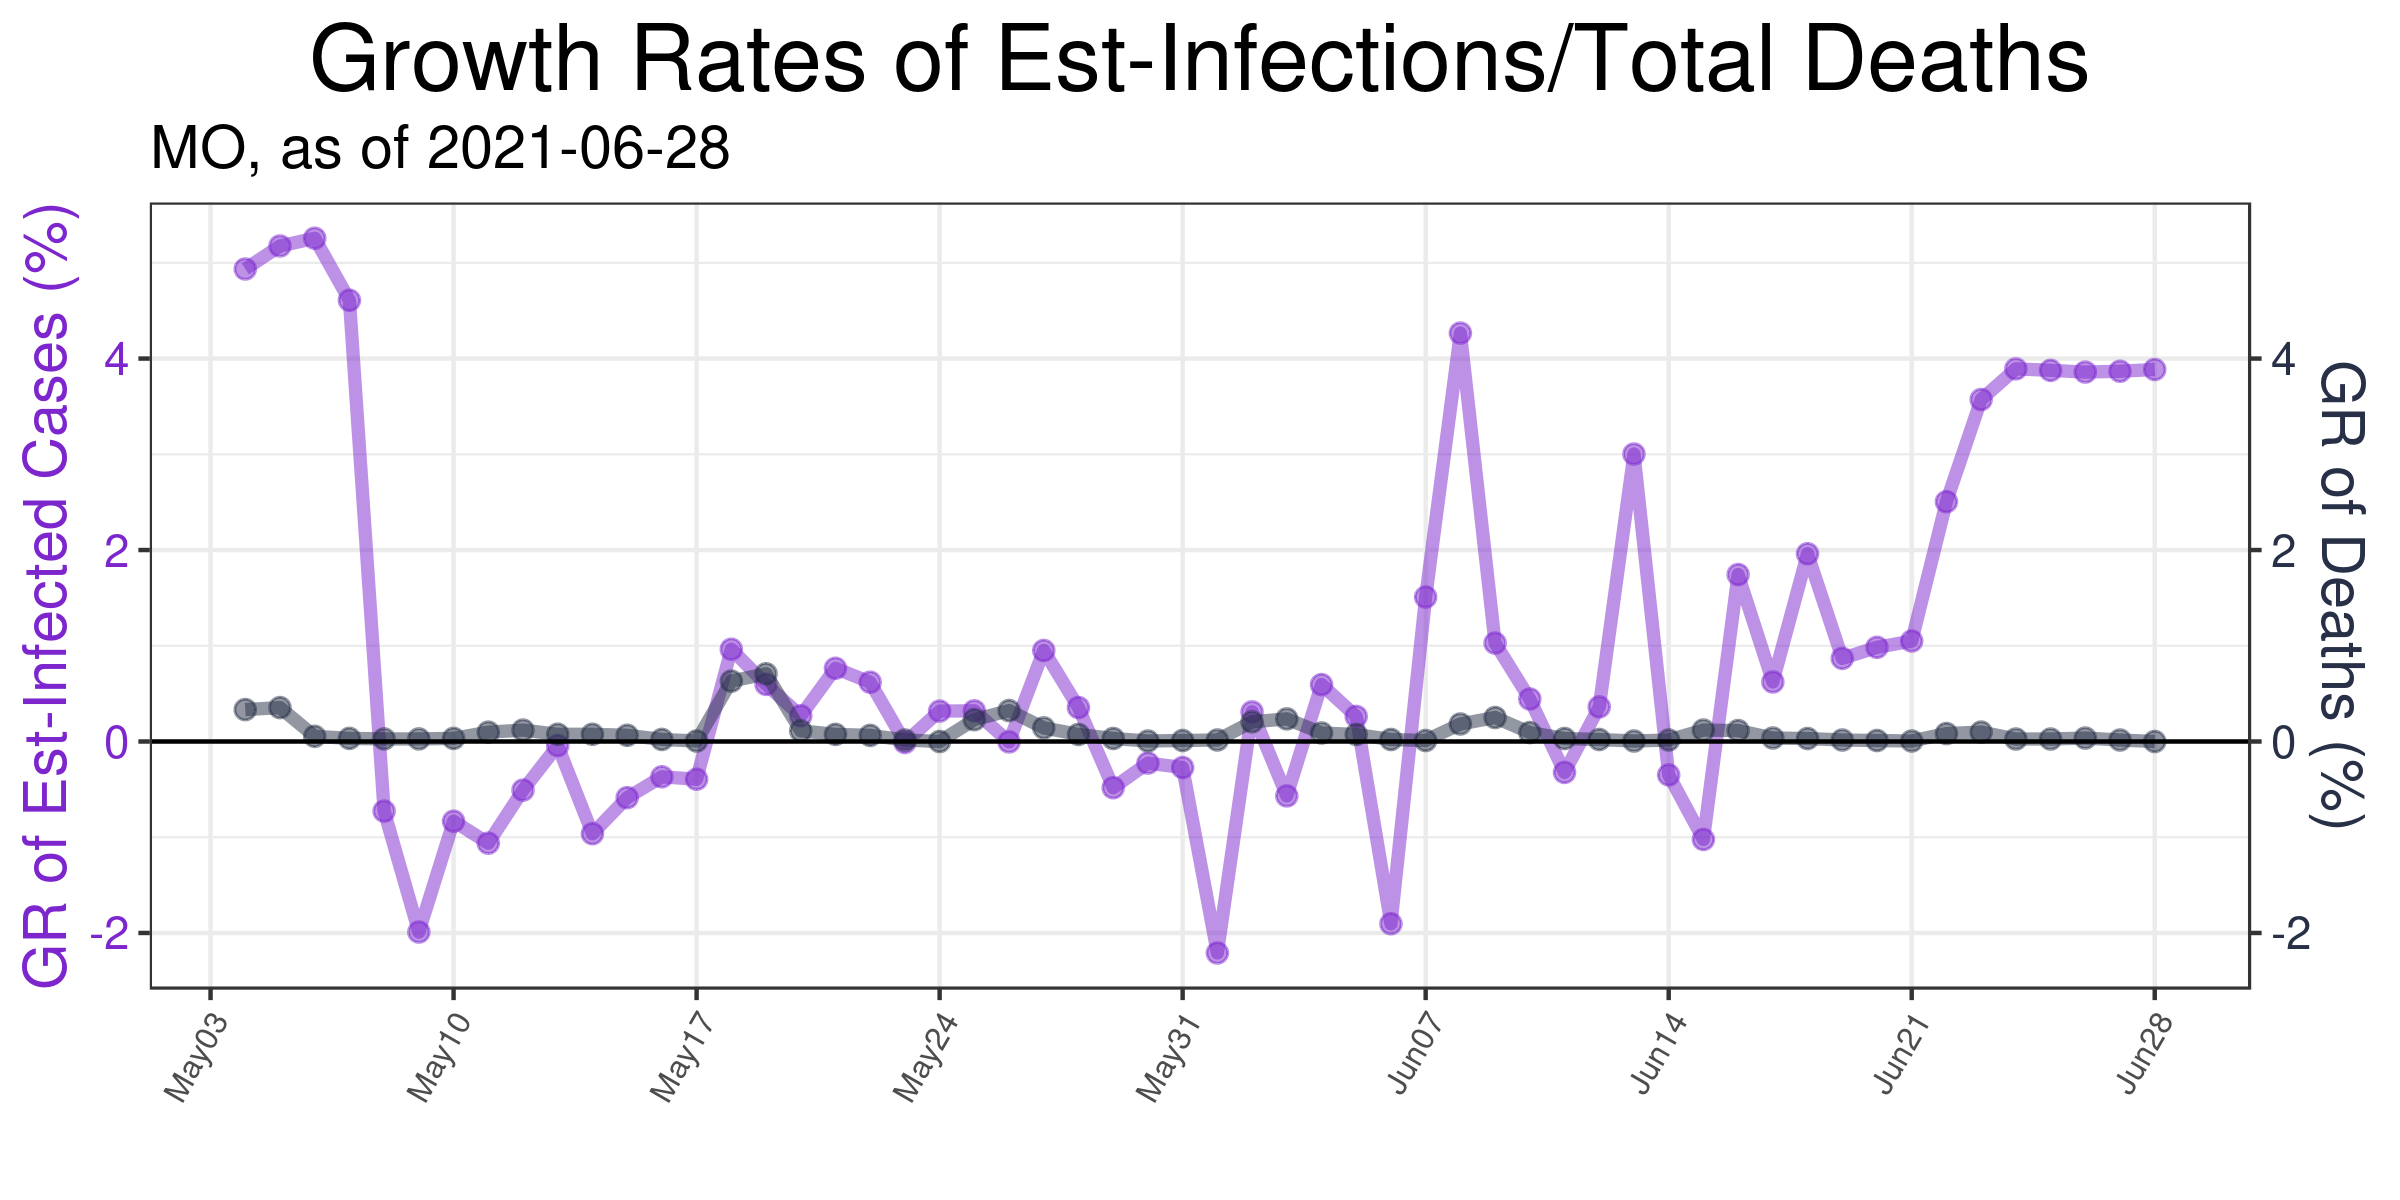 Growth Rates of Est-Infections/Total Deaths
MO, as of 2021-06-28
GR of Est-Infected Cases (%)
4
2
0
-2
4
2
0
-2
GR of Deaths (%)
May03
May10
May17
May24
May31
Jun07
Jun14
Jun21
Jun28